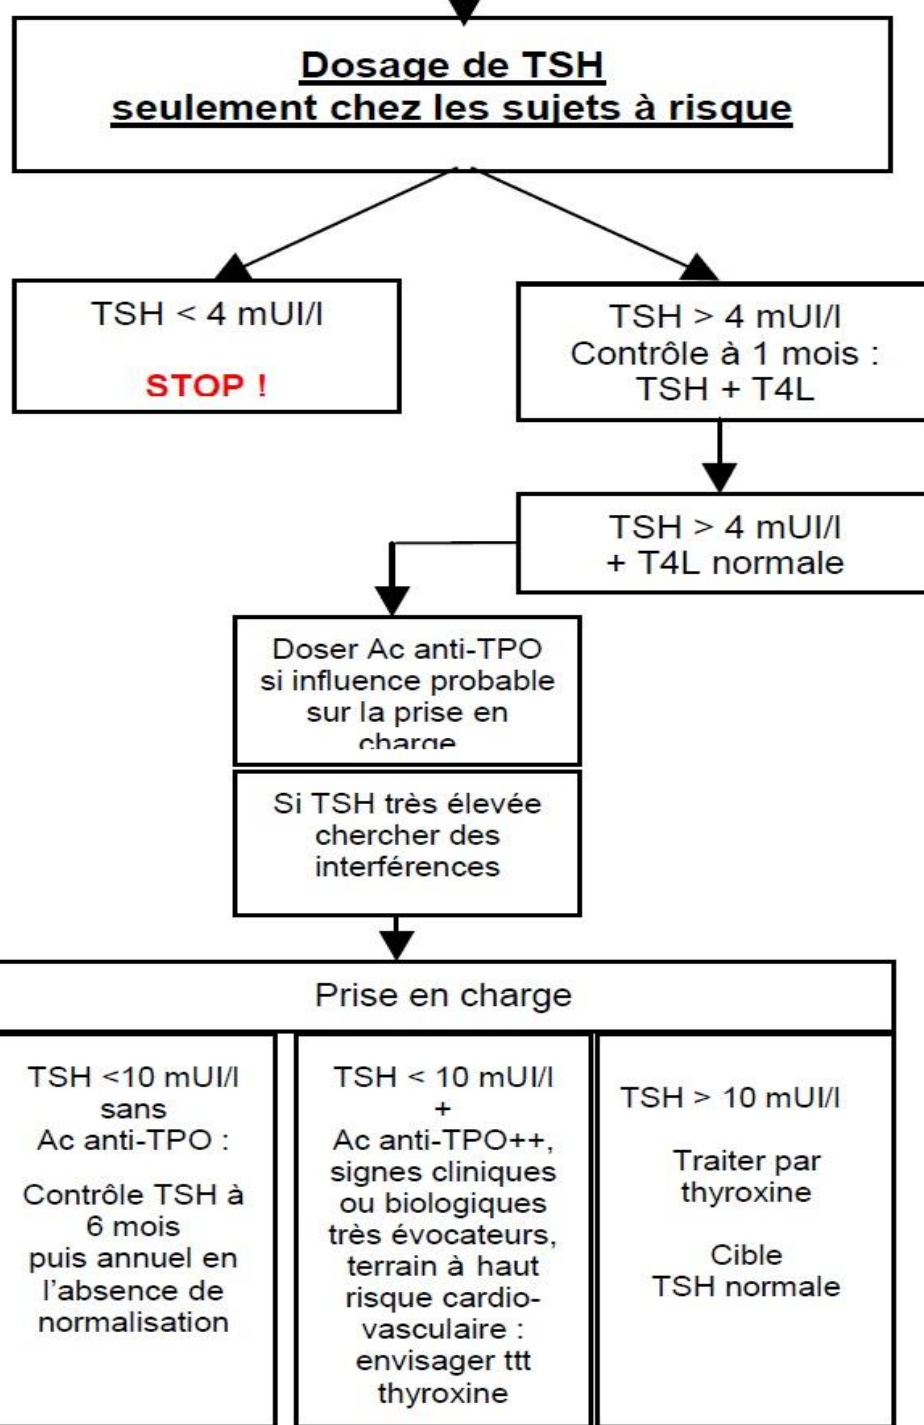 Dosage de TSH
seulement chez les sujets à risque
TSH < 4 mUI/l
STOP !
TSH > 4 mUI/l
Contrôle à 1 mois :
TSH + T4L
TSH > 4 mUI/l
+ T4L normale
Doser Ac anti-TPO
si influence probable
sur la prise en
charge
Si TSH très élevée
chercher des
interférences
Prise en charge
TSH <10 mUI/l
sans
Ac anti-TPO :
Contrôle TSH à
6 mois
puis annuel en
l'absence de
normalisation
TSH < 10 mUI/l
+
Ac anti-TPO++,
signes cliniques
ou biologiques
très évocateurs,
terrain à haut
risque cardio-
vasculaire :
envisager ttt
thyroxine
TSH > 10 mUI/l
Traiter par
thyroxine
Cible
TSH normale